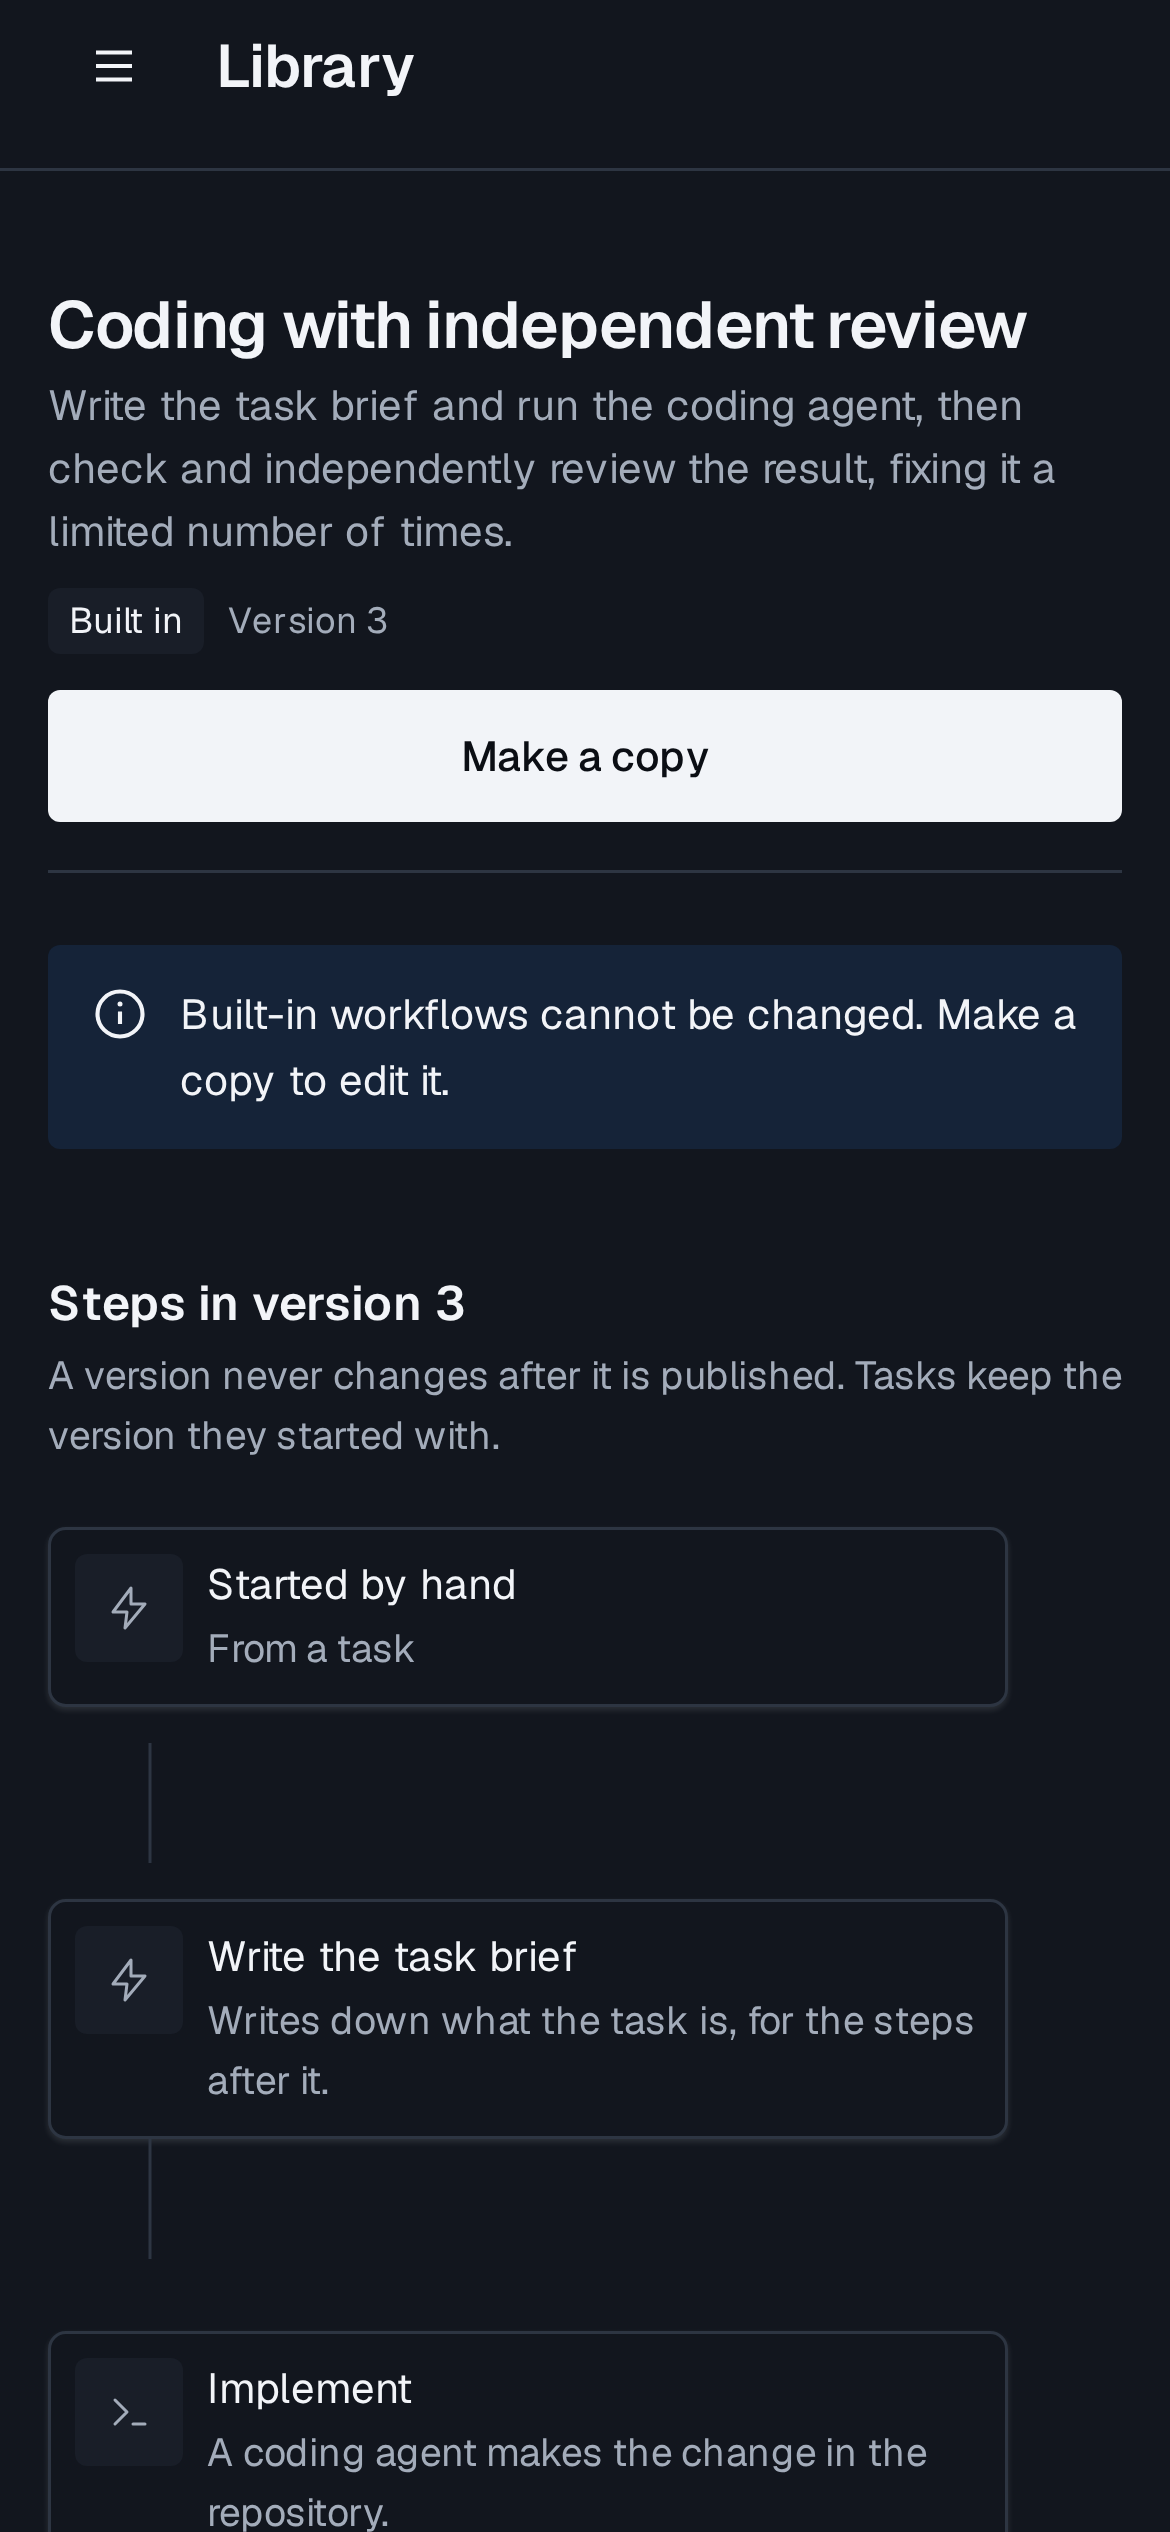 Library
Coding with independent review
Write the task brief and run the coding agent, then
check and independently review the result, fixing it a
limited number of times.
Built in Version 3
Make a copy
Built-in workflows cannot be changed. Make a
copy to edit it.
Steps in version 3
A version never changes after it is published. Tasks keep the
version they started with.
Started by hand
From a task
Write the task brief
Writes down what the task is, for the steps
after it.
Implement
A coding agent makes the change in the
repository.